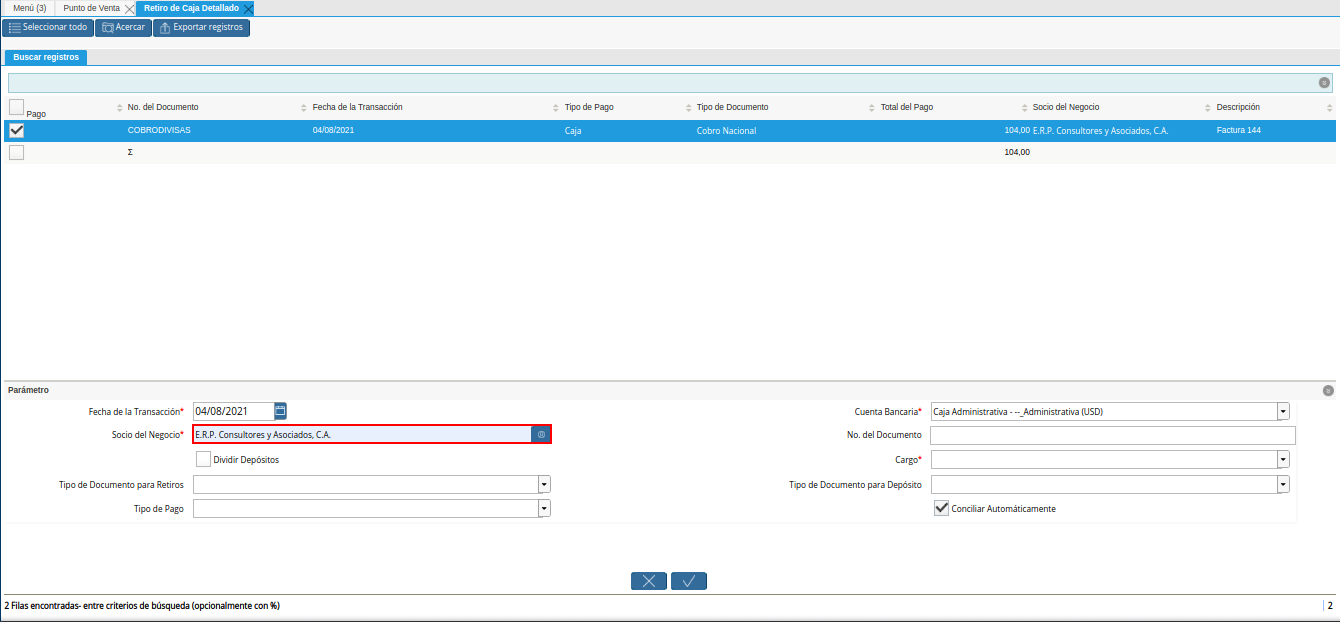 Menú (3) Punto de Venta Retiro de Caja Detallado
Seleccionar todo Acercar Exportar registros
Buscar registros
Pago No. del Documento Fecha de la Transacción Tipo de Pago Tipo de Documento Total del Pago Socio del Negocio Descripción
COBRODIVISAS 04/08/2021 Caja Cobro Nacional 104,00 E.R.P. Consultores y Asociados, C.A. Factura 144
Σ 104,00
Parámetro
Fecha de la Transacción* 04/08/2021 Cuenta Bancaria* Caja Administrativa - --_Administrativa (USD)
Socio del Negocio* E.R.P. Consultores y Asociados, C.A. No. del Documento
Dividir Depósitos Cargo*
Tipo de Documento para Retiros Tipo de Documento para Depósito
Tipo de Pago Conciliar Automáticamente
2 Filas encontradas- entre criterios de búsqueda (opcionalmente con %) 2